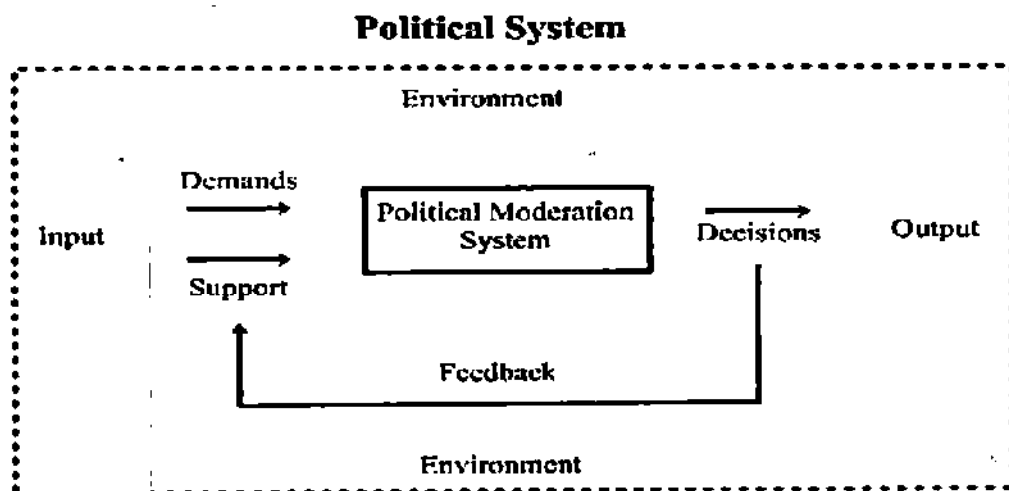 Political System
Environment
Demands
Political Moderation
System
Input
Decisions
Output
Support
Feedback
Environment